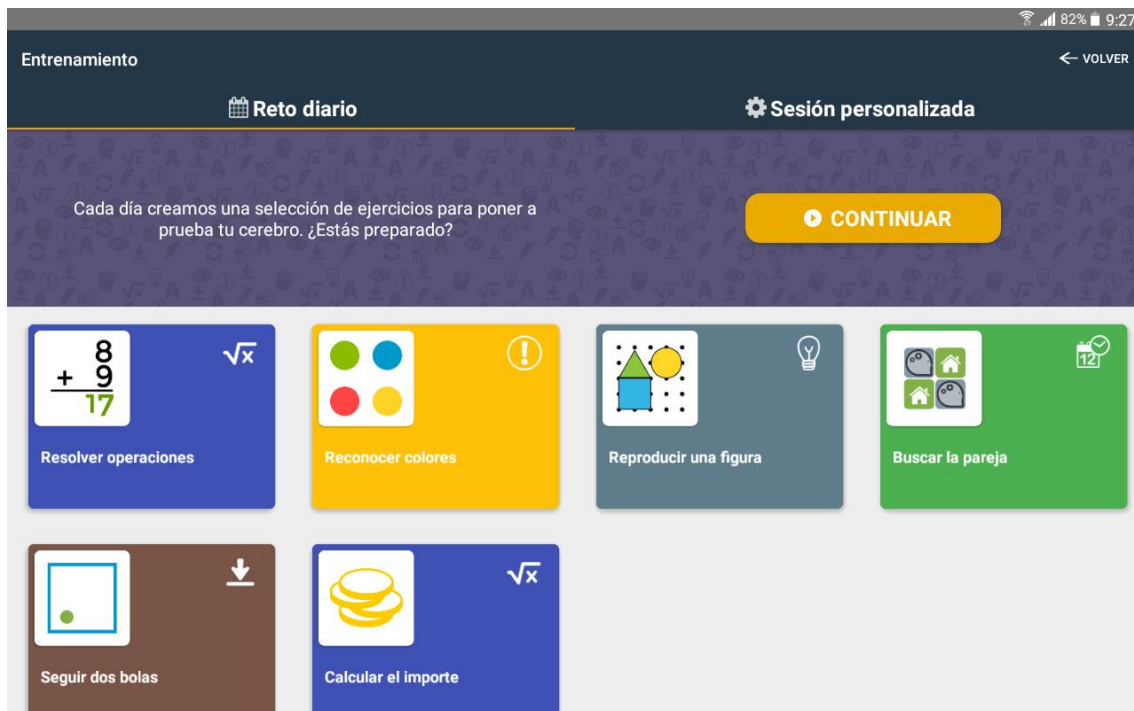 82% 9:27
Entrenamiento
VOLVER
Reto diario
Sesión personalizada
Cada día creamos una selección de ejercicios para poner a
prueba tu cerebro. ¿Estás preparado?
CONTINUAR
8
+ 9
17
√x
12
Resolver operaciones
Reconocer colores
Reproducir una figura
Buscar la pareja
√x
Seguir dos bolas
Calcular el importe